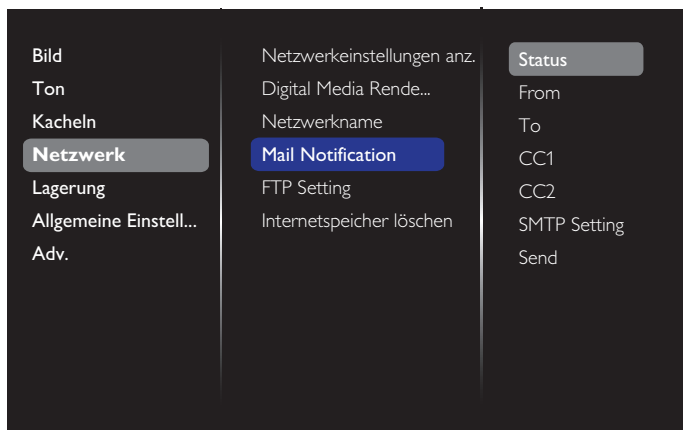 Bild
Ton
Kacheln
Netzwerk
Lagerung
Allgemeine Einstell...
Adv.
Netzwerkeinstellungen anz.
Digital Media Rende...
Netzwerkname
Mail Notification
FTP Setting
Internetspeicher löschen
Status
From
To
CC1
CC2
SMTP Setting
Send